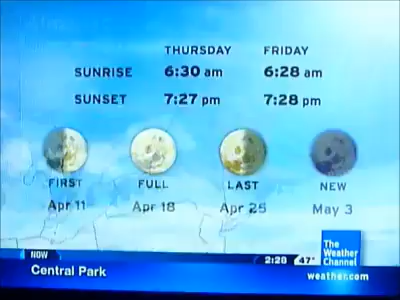 THURSDAY FRIDAY
SUNRISE 6:30 am 6:28 am
SUNSET 7:27 pm 7:28 pm
FIRST FULL LAST NEW
Apr 11 Apr 18 Apr 25 May 3
NOW
Central Park
2:28 47°
The
Weather
Channel
weather.com